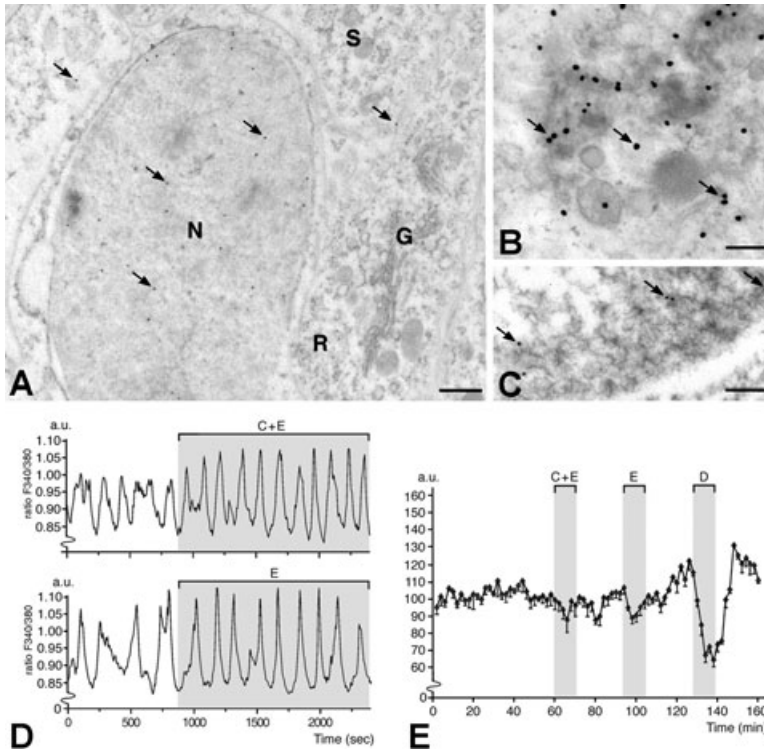 S
N
G
R
A
B
C
a.u.
C+E
ratio F340/380
1.10
1.05
1.00
0.95
0.90
0.85
0
E
a.u.
ratio F340/380
1.10
1.05
1.00
0.95
0.90
0.85
0
0 500 1000 1500 2000
Time (sec)
D
a.u.
C+E E D
160
150
140
130
120
110
100
90
80
70
60
0
0 20 40 60 80 100 120 140 160
Time (min)
E